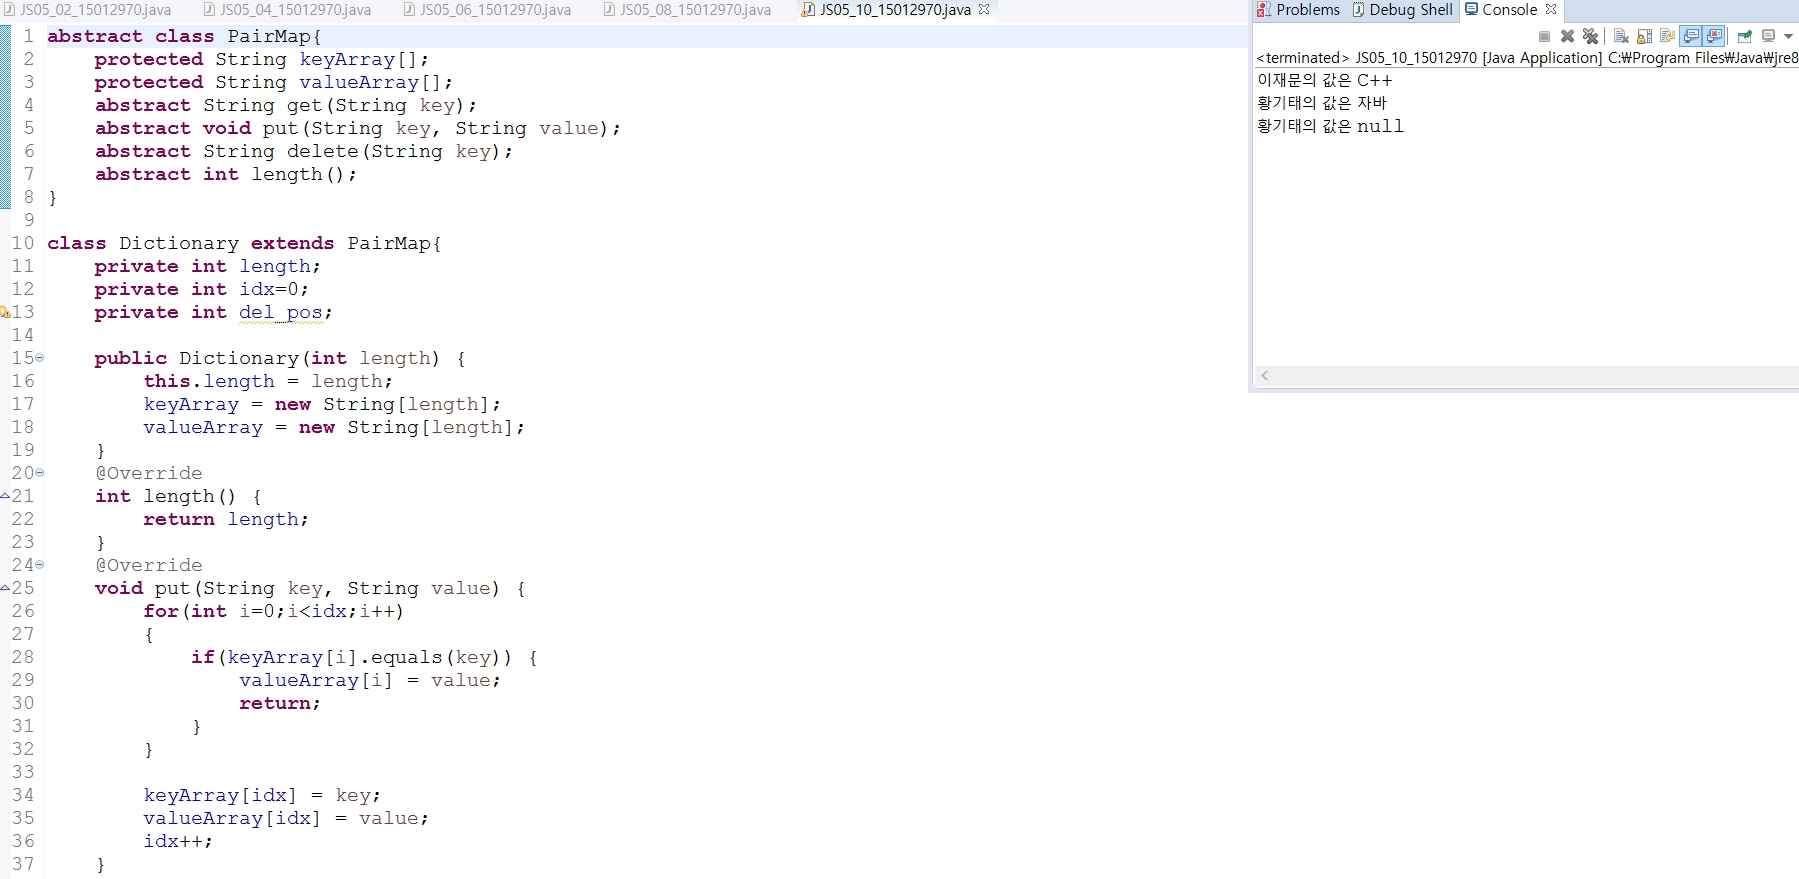 JS05_02_15012970.java JS05_04_15012970.java JS05_06_15012970.java JS05_08_15012970.java JS05_10_15012970.java
1 abstract class PairMap{
2 protected String keyArray[];
3 protected String valueArray[];
4 abstract String get(String key);
5 abstract void put(String key, String value);
6 abstract String delete(String key);
7 abstract int length();
8 }
9
10 class Dictionary extends PairMap{
11 private int length;
12 private int idx=0;
13 private int del_pos;
14
15 public Dictionary(int length) {
16 this.length = length;
17 keyArray = new String[length];
18 valueArray = new String[length];
19 }
20 @Override
21 int length() {
22 return length;
23 }
24 @Override
25 void put(String key, String value) {
26 for(int i=0;i<idx;i++)
27 {
28 if(keyArray[i].equals(key)) {
29 valueArray[i] = value;
30 return;
31 }
32 }
33
34 keyArray[idx] = key;
35 valueArray[idx] = value;
36 idx++;
37 }
Problems Debug Shell Console
<terminated> JS05_10_15012970 [Java Application] C:₩Program Files₩Java₩jre8
이재문의 값은 C++
황기태의 값은 자바
황기태의 값은 null